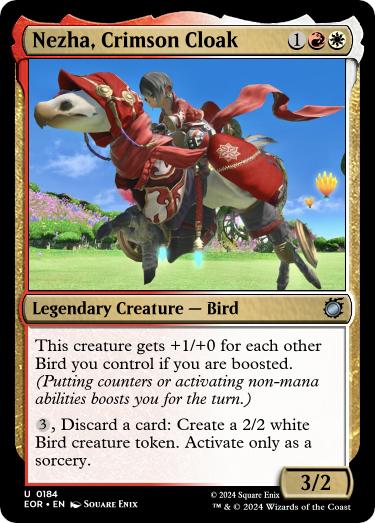 Nezha, Crimson Cloak 1
Legendary Creature — Bird
This creature gets +1/+0 for each other
Bird you control if you are boosted.
(Putting counters or activating non-mana
abilities boosts you for the turn.)
3, Discard a card: Create a 2/2 white
Bird creature token. Activate only as a
sorcery.
3/2
U 0184
EOR • EN SQUARE ENIX
© 2024 Square Enix
™ & © 2024 Wizards of the Coast